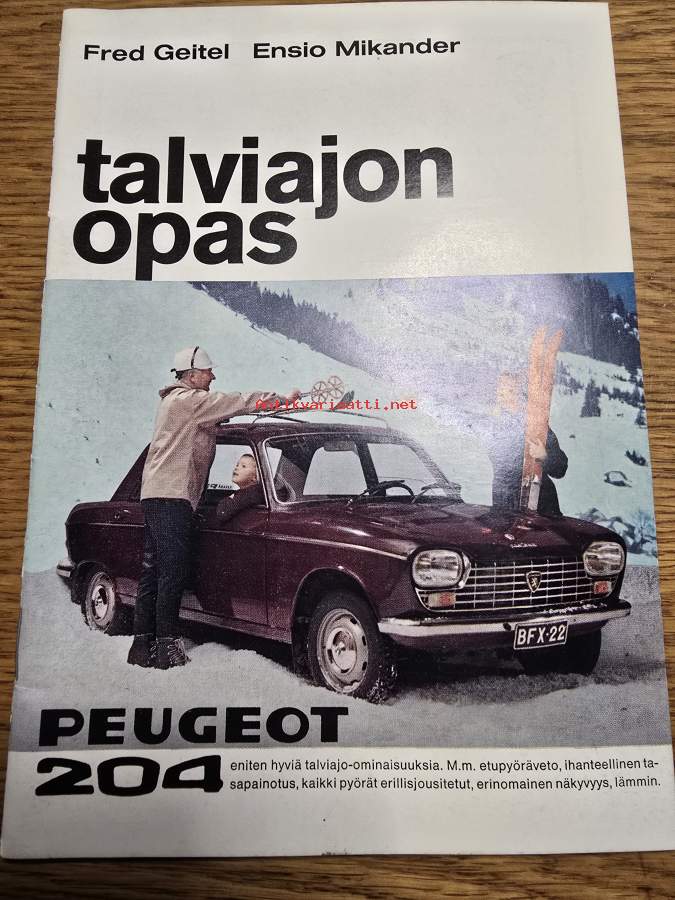 Fred Geitel Ensio Mikander
talviajon
opas
antikvariaatti.net
BFX-22
PEUGEOT
204
eniten hyviä talviajo-ominaisuuksia. M.m. etupyöräveto, ihanteellinen ta-
sapainotus, kaikki pyörät erillisjousitetut, erinomainen näkyvyys, lämmin.